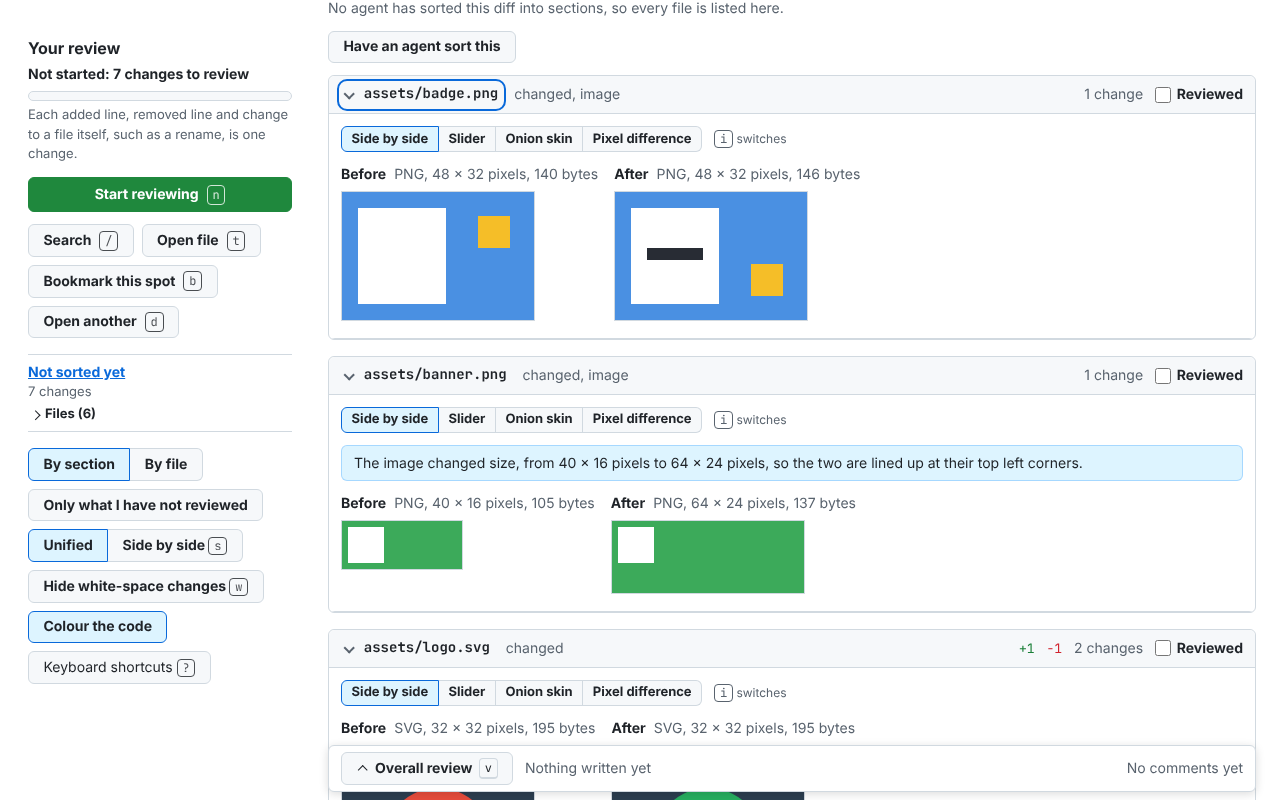 No agent has sorted this diff into sections, so every file is listed here.
Have an agent sort this
Your review
Not started: 7 changes to review
Each added line, removed line and change
to a file itself, such as a rename, is one
change.
Start reviewing n
Search / Open file t
Bookmark this spot b
Open another d
Not sorted yet
7 changes
Files (6)
By section By file
Only what I have not reviewed
Unified Side by side s
Hide white-space changes w
Colour the code
Keyboard shortcuts ?
assets/badge.png changed, image 1 change Reviewed
Side by side Slider Onion skin Pixel difference i switches
Before PNG, 48 × 32 pixels, 140 bytes After PNG, 48 × 32 pixels, 146 bytes
assets/banner.png changed, image 1 change Reviewed
Side by side Slider Onion skin Pixel difference i switches
The image changed size, from 40 × 16 pixels to 64 × 24 pixels, so the two are lined up at their top left corners.
Before PNG, 40 × 16 pixels, 105 bytes After PNG, 64 × 24 pixels, 137 bytes
assets/logo.svg changed +1 -1 2 changes Reviewed
Side by side Slider Onion skin Pixel difference i switches
Before SVG, 32 × 32 pixels, 195 bytes After SVG, 32 × 32 pixels, 195 bytes
Overall review v Nothing written yet No comments yet